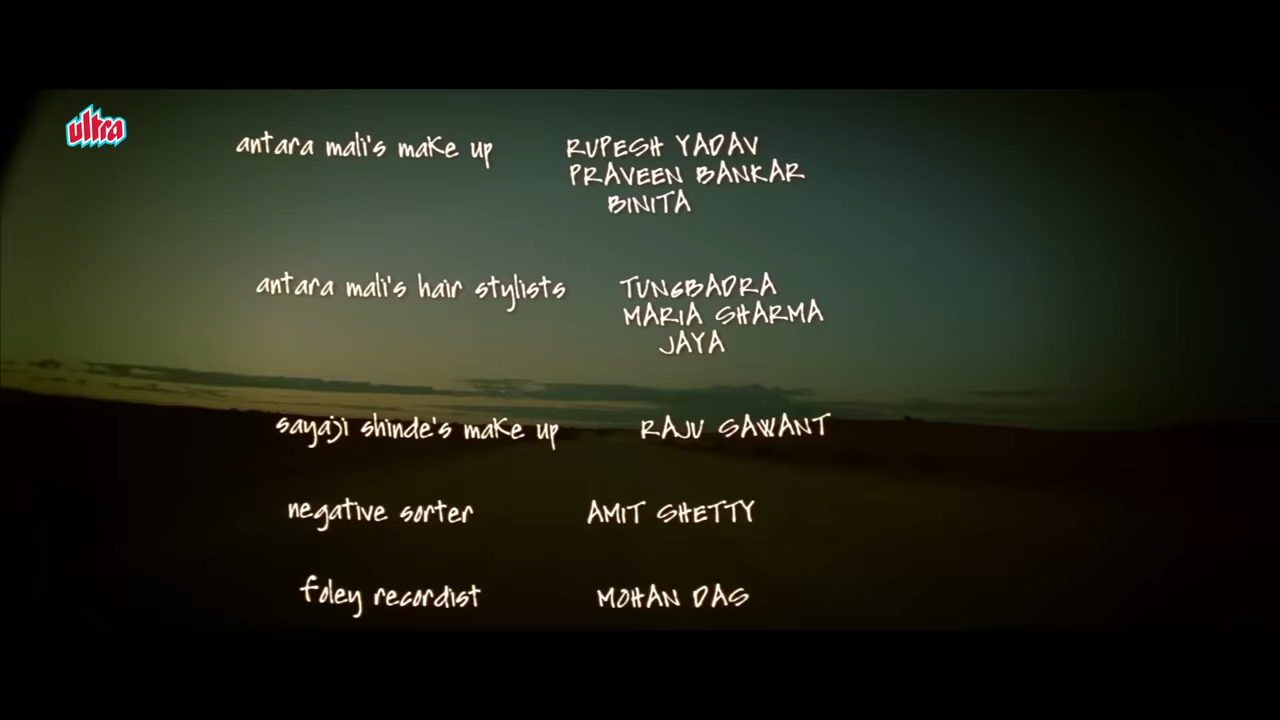 ultra
antara mali's make up RUPESH YADAV
PRAVEEN BANKAR
BINITA
antara mali's hair stylists TUNGBADRA
MARIA SHARMA
JAYA
sayaji shinde's make up RAJU SAWANT
negative sorter AMIT SHETTY
foley recordist MOHAN DAS